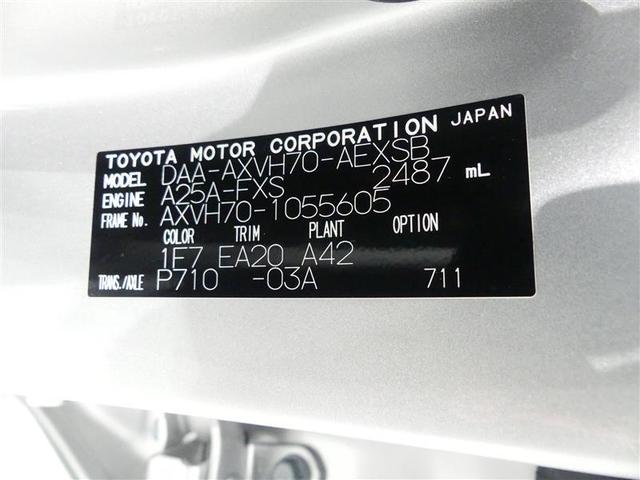 TOYOTA MOTOR CORPORATION JAPAN
MODEL DAA-AXVH70-AEXSB
ENGINE A25A-FXS 2487 mL
FRAME No. AXVH70-1055605
COLOR TRIM PLANT OPTION
1F7 EA20 A42
TRANS./AXLE P710 -03A 711